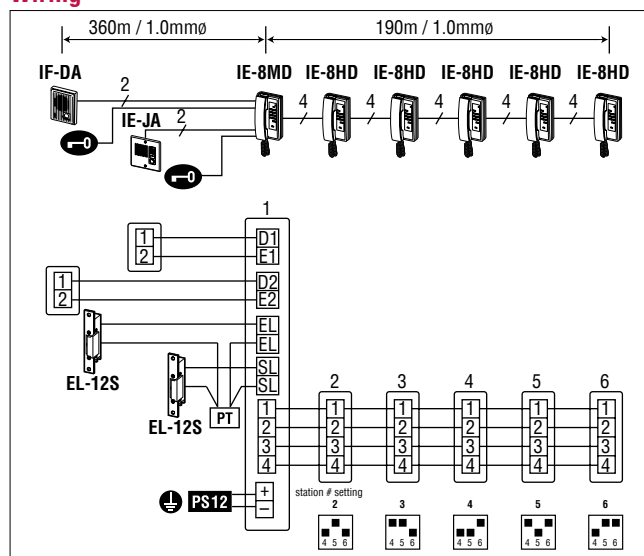 Wiring
360m / 1.0mmø 190m / 1.0mmø
IF-DA IE-8MD IE-8HD IE-8HD IE-8HD IE-8HD IE-8HD
2 4 4 4 4 4
IE-JA 2
1
1 D1
2 E1
1 D2
2 E2
EL
EL
EL-12S SL
SL
EL-12S PT
2 3 4 5 6
1 1 1 1 1 1
2 2 2 2 2 2
3 3 3 3 3 3
4 4 4 4 4 4
PS12 + −
station # setting
2 3 4 5 6
4 5 6 4 5 6 4 5 6 4 5 6 4 5 6